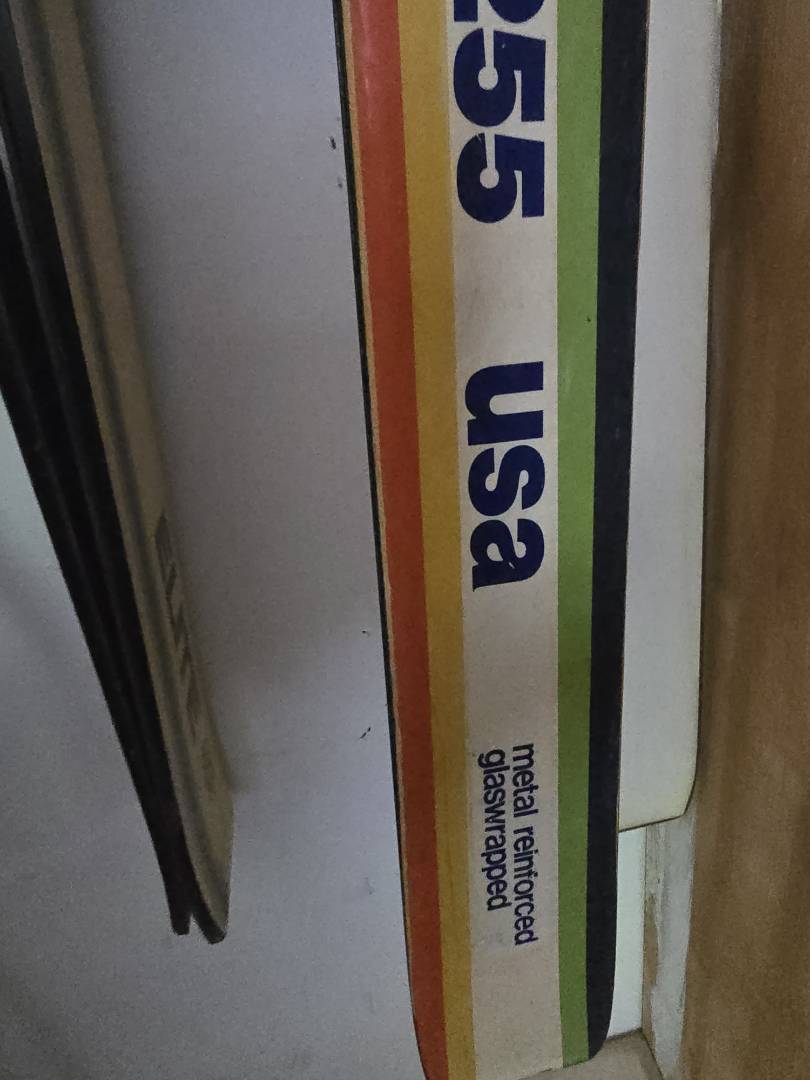 255 usa
metal reinforced
glaswrapped